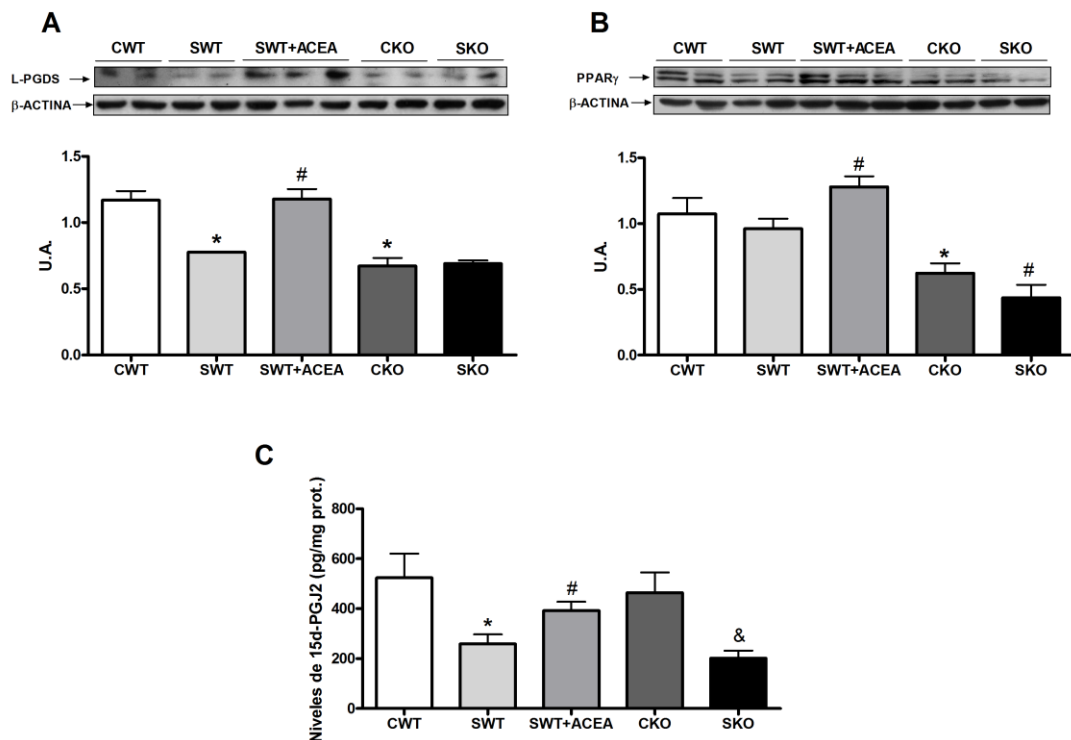 A
CWT SWT SWT+ACEA CKO SKO
L-PGDS
β-ACTINA
1.5
1.0
0.5
0.0
U.A.
*
#
*
CWT SWT SWT+ACEA CKO SKO
B
CWT SWT SWT+ACEA CKO SKO
PPARγ
β-ACTINA
1.5
1.0
0.5
0.0
U.A.
#
*
#
CWT SWT SWT+ACEA CKO SKO
C
Niveles de 15d-PGJ2 (pg/mg prot.)
800
600
400
200
0
*
#
&
CWT SWT SWT+ACEA CKO SKO